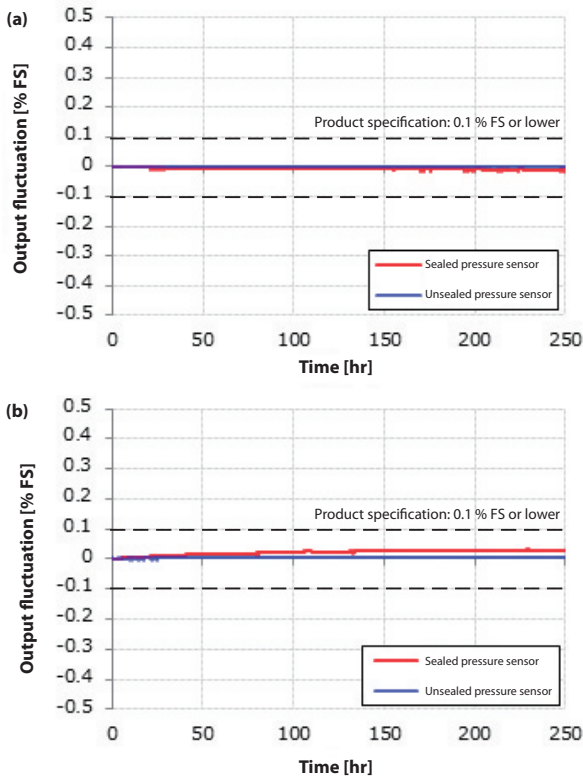 (a)
Output fluctuation [% FS]
0.5
0.4
0.3
0.2
0.1
0
-0.1
-0.2
-0.3
-0.4
-0.5
Product specification: 0.1 % FS or lower
Sealed pressure sensor
Unsealed pressure sensor
0 50 100 150 200 250
Time [hr]
(b)
Output fluctuation [% FS]
0.5
0.4
0.3
0.2
0.1
0
-0.1
-0.2
-0.3
-0.4
-0.5
Product specification: 0.1 % FS or lower
Sealed pressure sensor
Unsealed pressure sensor
0 50 100 150 200 250
Time [hr]